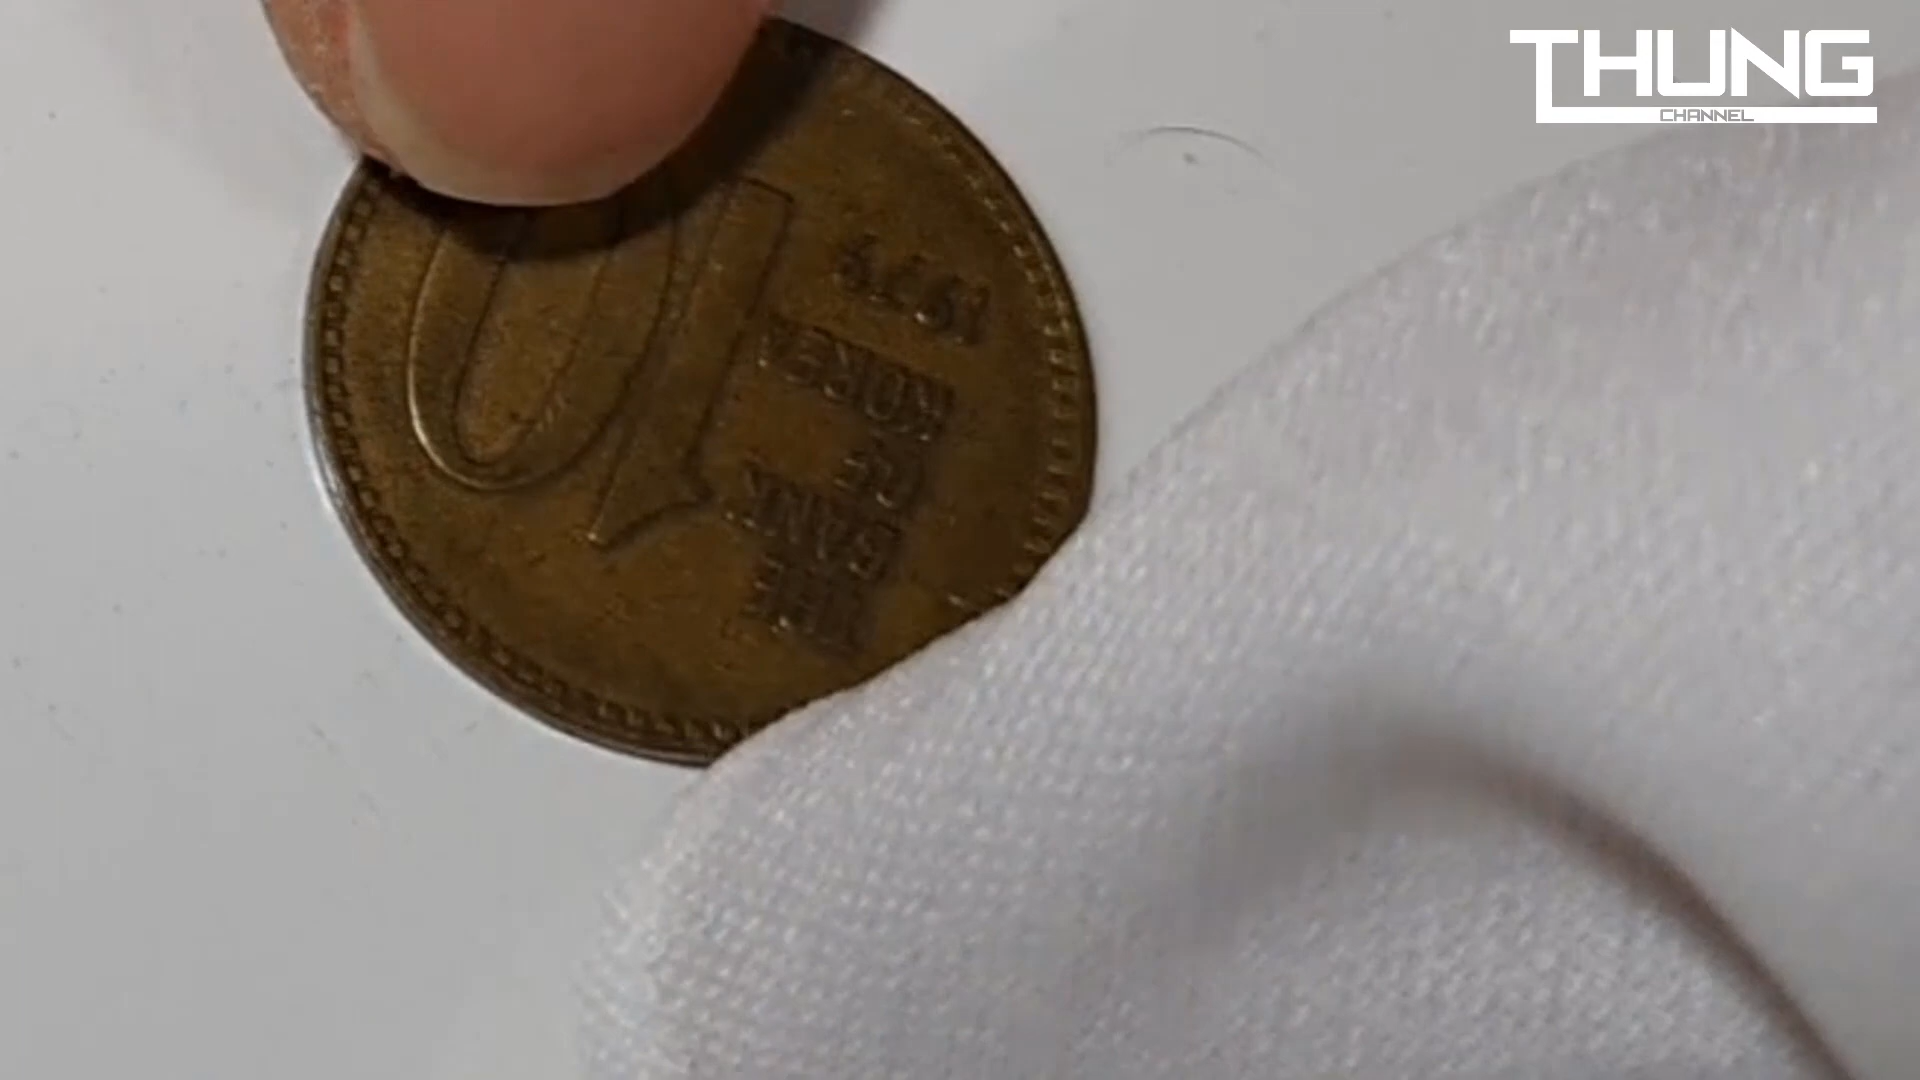 THUNG
CHANNEL
1979
THE
BANK
OF
KOREA
10